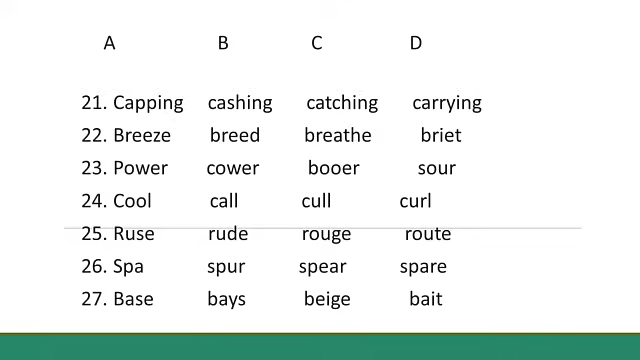 A B C D
21. Capping cashing catching carrying
22. Breeze breed breathe briet
23. Power cower booer sour
24. Cool call cull curl
25. Ruse rude rouge route
26. Spa spur spear spare
27. Base bays beige bait